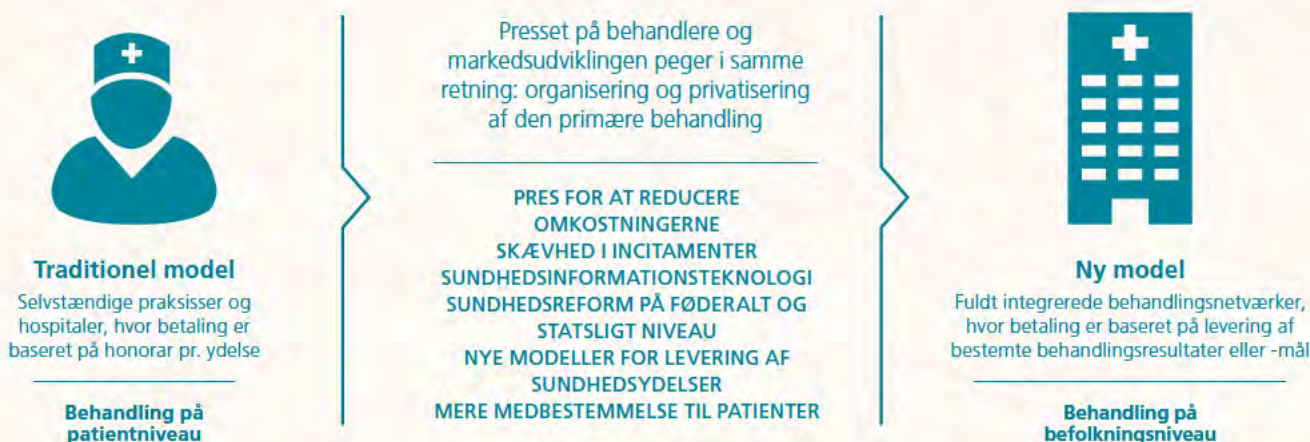 Traditionel model
Selvstændige praksisser og
hospitaler, hvor betaling er
baseret på honorar pr. ydelse
Behandling på
patientniveau
Presset på behandlere og
markedsudviklingen peger i samme
retning: organisering og privatisering
af den primære behandling
PRES FOR AT REDUCERE
OMKOSTNINGERNE
SKÆVHED I INCITAMENTER
SUNDHEDSINFORMATIONSTEKNOLOGI
SUNDHEDSREFORM PÅ FØDERALT OG
STATSLIGT NIVEAU
NYE MODELLER FOR LEVERING AF
SUNDHEDSYDELSER
MERE MEDBESTEMMELSE TIL PATIENTER
Ny model
Fuldt integrerede behandlingsnetværker,
hvor betaling er baseret på levering af
bestemte behandlingsresultater eller -mål
Behandling på
befolkningsniveau